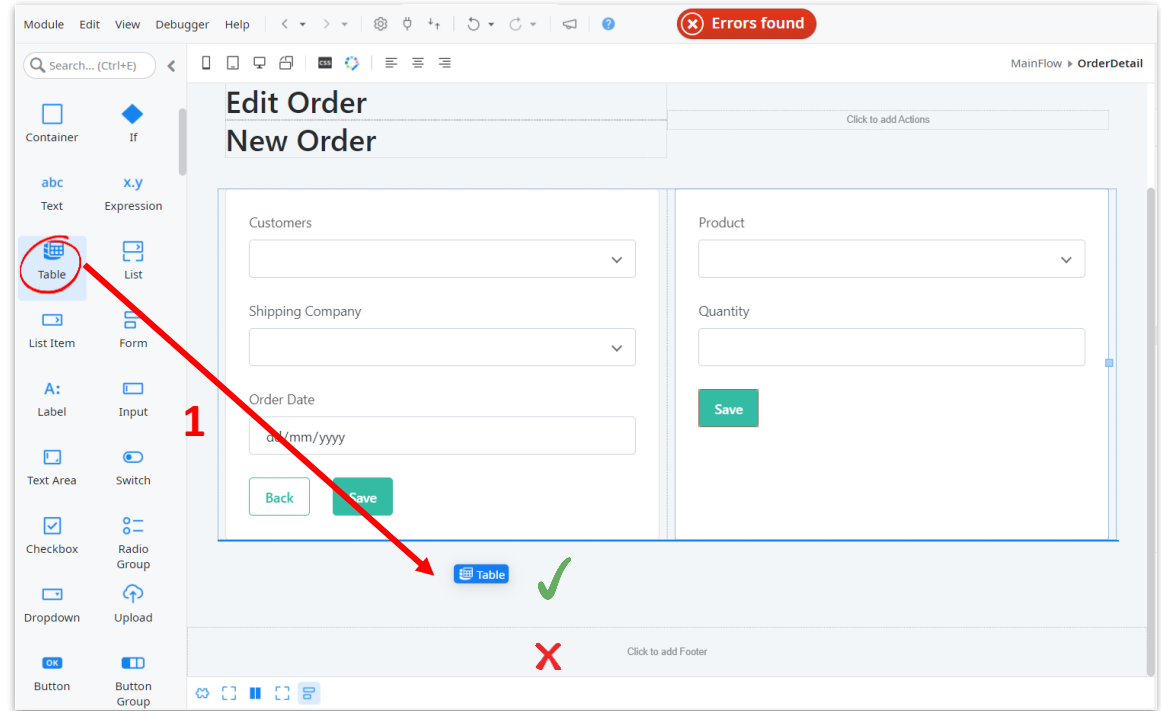 Module Edit View Debugger Help
Errors found
Search... (Ctrl+E)
CSS
MainFlow OrderDetail
Container
If
abc
Text
x.y
Expression
Table
List
List Item
Form
A:
Label
Input
Text Area
Switch
Checkbox
Radio
Group
Dropdown
Upload
OK
Button
Button
Group
1
Edit Order
New Order
Click to add Actions
Customers
Shipping Company
Order Date
dd/mm/yyyy
Back
Save
Product
Quantity
Save
Table
Click to add Footer